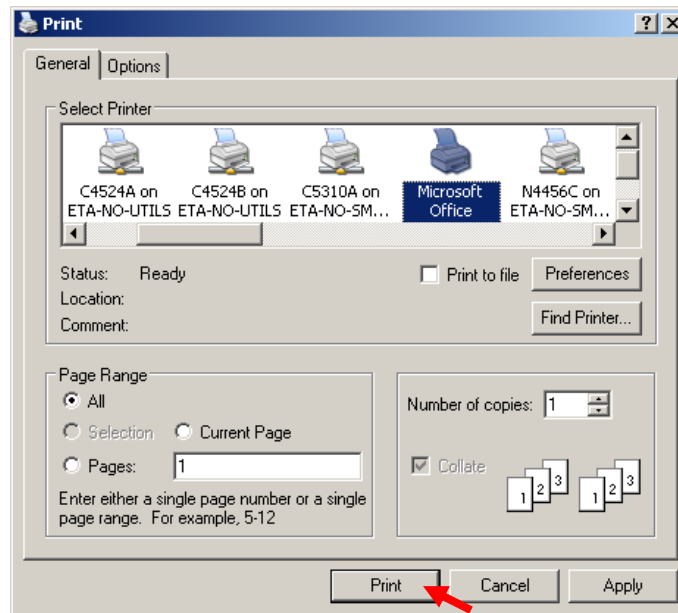 Print
General Options
Select Printer
C4524A on C4524B on C5310A on Microsoft N4456C on
ETA-NO-UTILS ETA-NO-UTILS ETA-NO-SM... Office ETA-NO-SM...
Status: Ready Print to file Preferences
Location:
Comment: Find Printer...
Page Range
All
Selection Current Page
Pages: 1
Enter either a single page number or a single
page range. For example, 5-12
Number of copies: 1
Collate
1 2 3 1 2 3
Print Cancel Apply